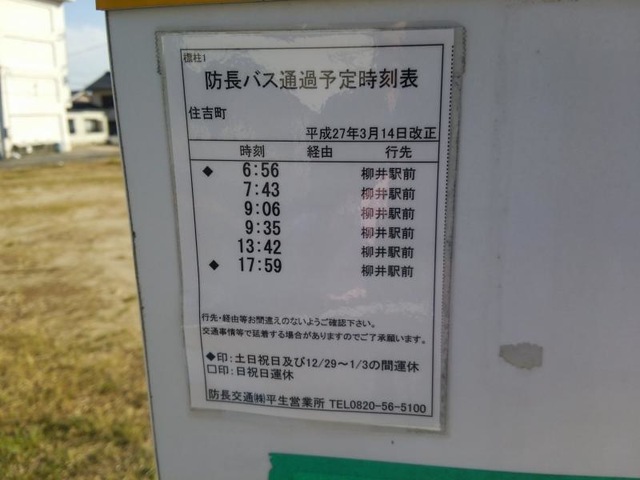 標柱1
防長バス通過予定時刻表
住吉町
平成27年3月14日改正
時刻 経由 行先
◆ 6:56 柳井駅前
7:43 柳井駅前
9:06 柳井駅前
9:35 柳井駅前
13:42 柳井駅前
◆ 17:59 柳井駅前
行先・経由等お間違えのないようご確認下さい。
交通事情等で延着する場合がありますのでご了承願います。
◆印:土日祝日及び12/29～1/3の間運休
□印:日祝日運休
防長交通㈱平生営業所 TEL0820-56-5100